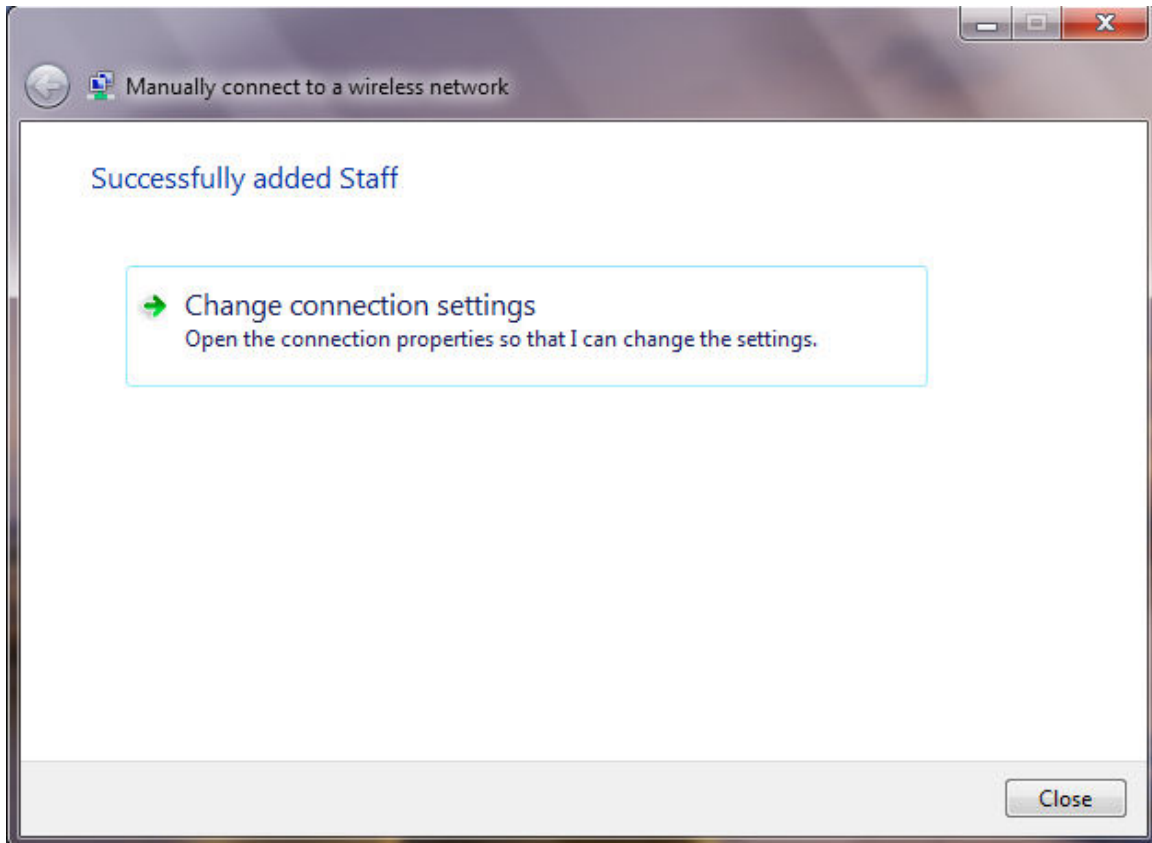 Manually connect to a wireless network
Successfully added Staff
Change connection settings
Open the connection properties so that I can change the settings.
Close